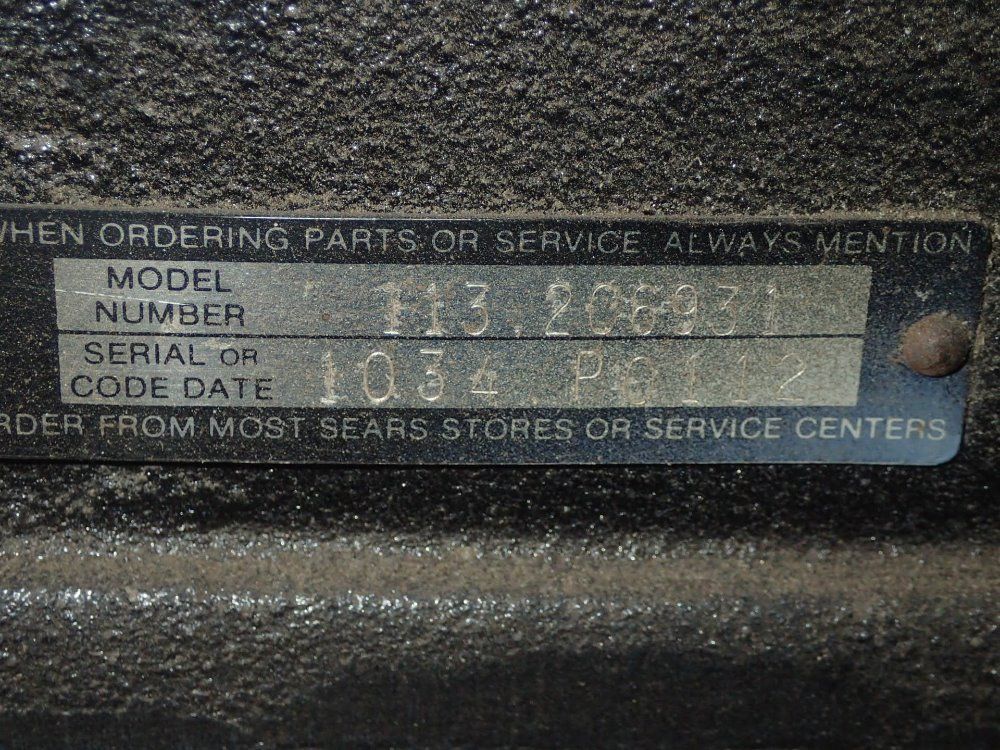 WHEN ORDERING PARTS OR SERVICE ALWAYS MENTION
MODEL
NUMBER 113.206931
SERIAL OR
CODE DATE 1034 P0112
RDER FROM MOST SEARS STORES OR SERVICE CENTERS